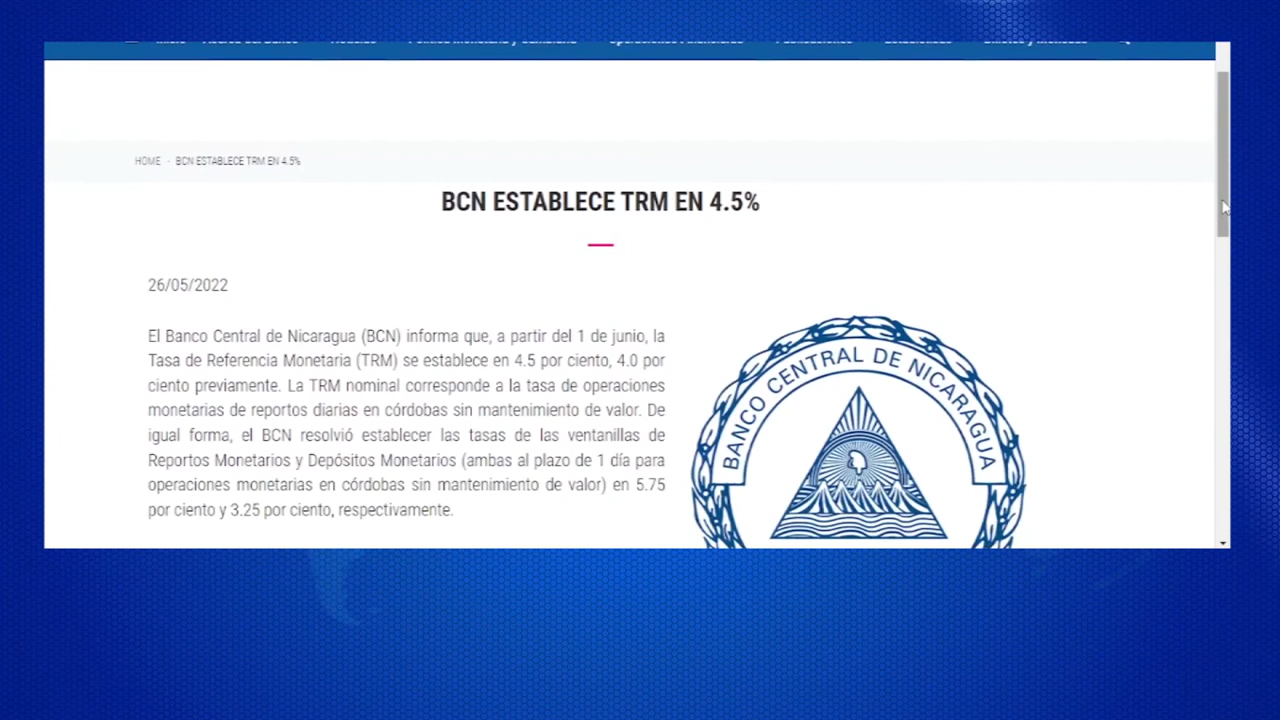 HOME - BCN ESTABLECE TRM EN 4.5%
BCN ESTABLECE TRM EN 4.5%
26/05/2022
El Banco Central de Nicaragua (BCN) informa que, a partir del 1 de junio, la
Tasa de Referencia Monetaria (TRM) se establece en 4.5 por ciento, 4.0 por
ciento previamente. La TRM nominal corresponde a la tasa de operaciones
monetarias de reportos diarias en córdobas sin mantenimiento de valor. De
igual forma, el BCN resolvió establecer las tasas de las ventanillas de
Reportos Monetarios y Depósitos Monetarios (ambas al plazo de 1 día para
operaciones monetarias en córdobas sin mantenimiento de valor) en 5.75
por ciento y 3.25 por ciento, respectivamente.
BANCO CENTRAL DE NICARAGUA